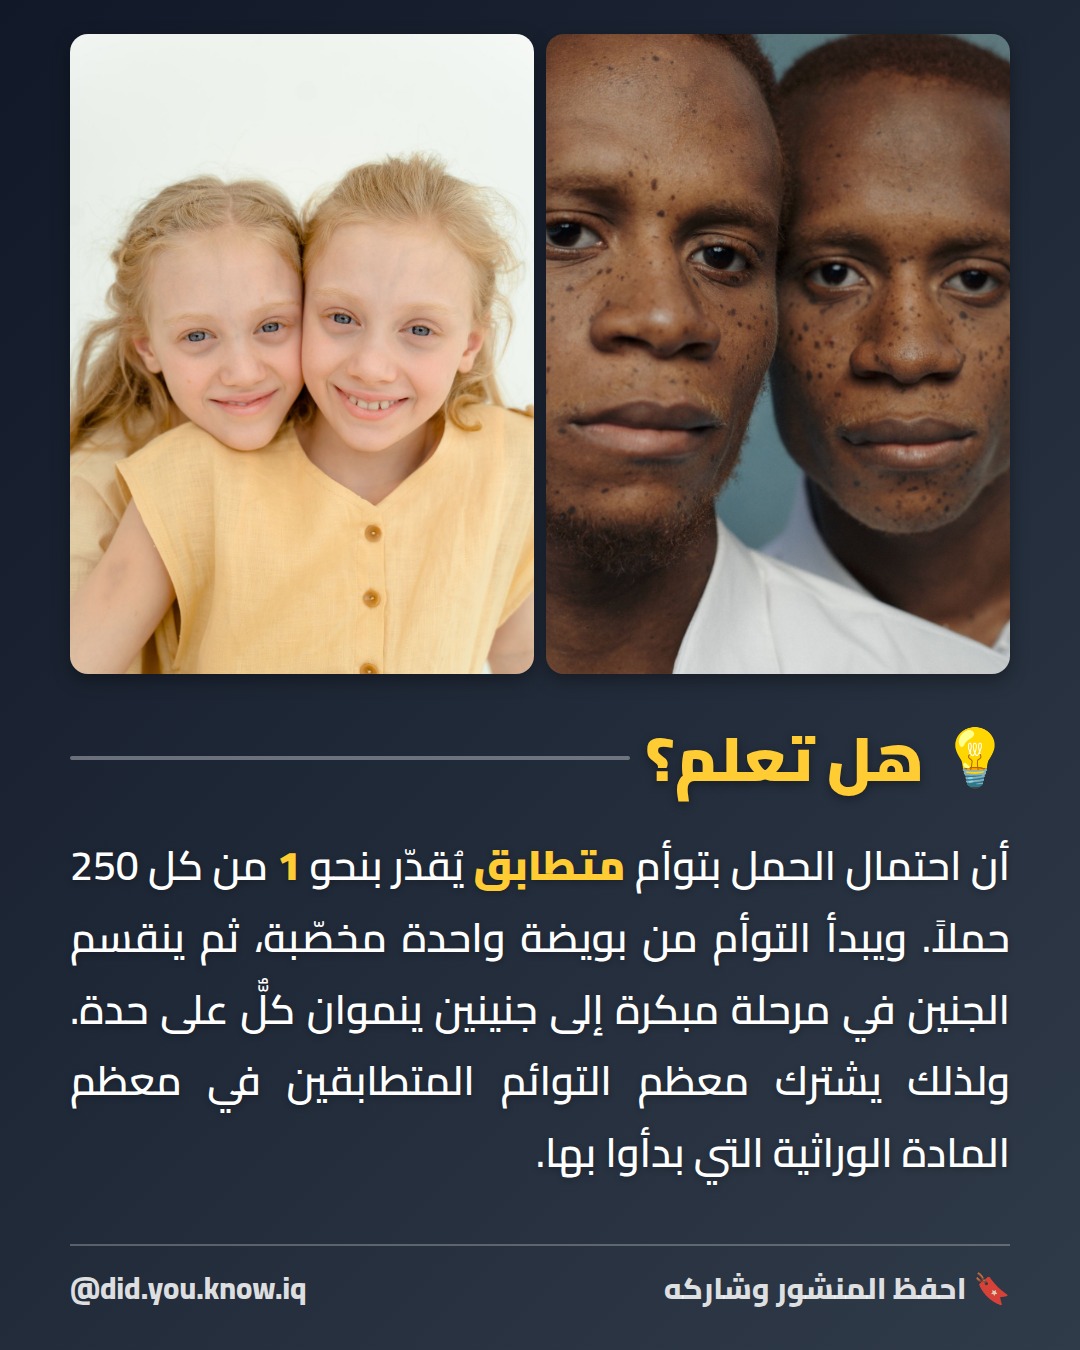 هل تعلم؟
أن احتمال الحمل بتوأم متطابق يُقدّر بنحو 1 من كل 250
حملاً. ويبدأ التوأم من بويضة واحدة مخصّبة، ثم ينقسم
الجنين في مرحلة مبكرة إلى جنينين ينموان كلٌّ على حدة.
ولذلك يشترك معظم التوائم المتطابقين في معظم
المادة الوراثية التي بدأوا بها.
احفظ المنشور وشاركه
@did.you.know.iq